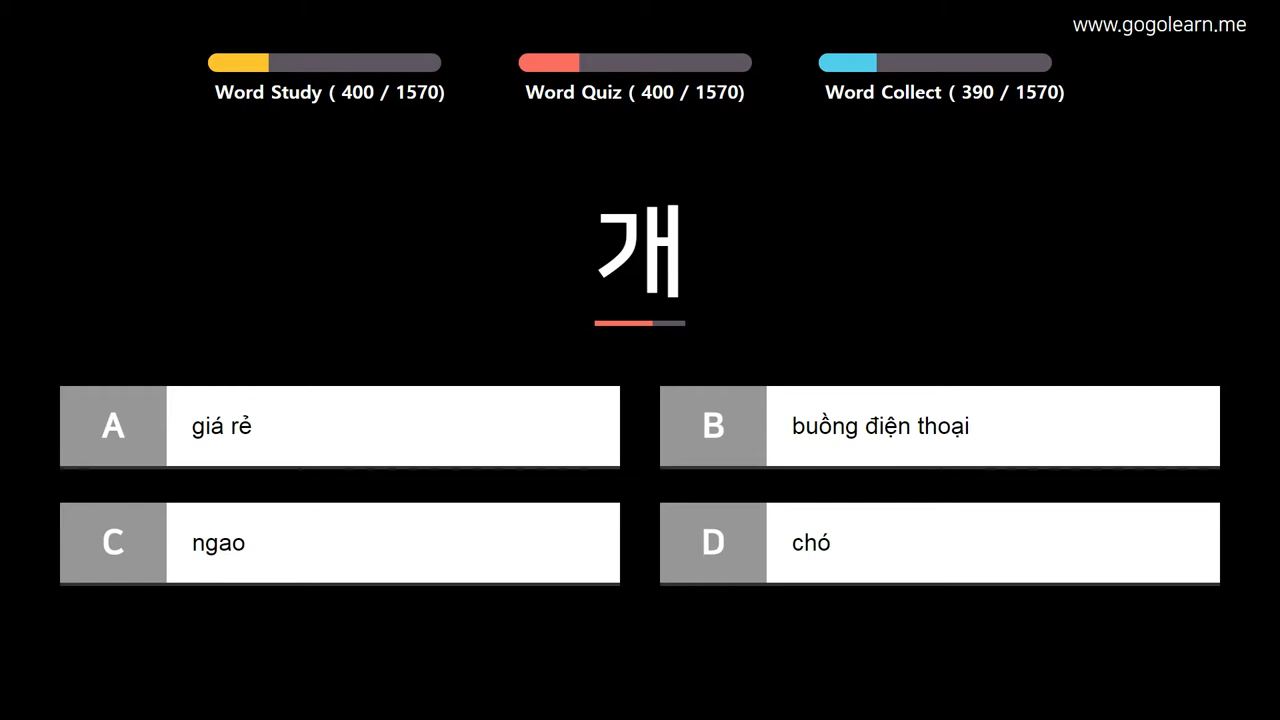 www.gogolearn.me
Word Study ( 400 / 1570)
Word Quiz ( 400 / 1570)
Word Collect ( 390 / 1570)
개
A
giá rẻ
B
buồng điện thoại
C
ngao
D
chó